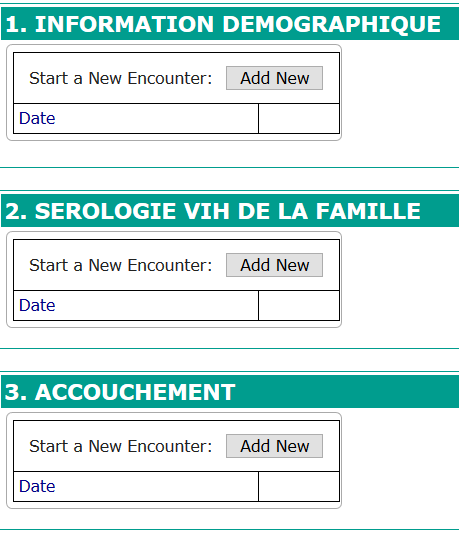 1. INFORMATION DEMOGRAPHIQUE
Start a New Encounter: Add New
Date
2. SEROLOGIE VIH DE LA FAMILLE
Start a New Encounter: Add New
Date
3. ACCOUCHEMENT
Start a New Encounter: Add New
Date